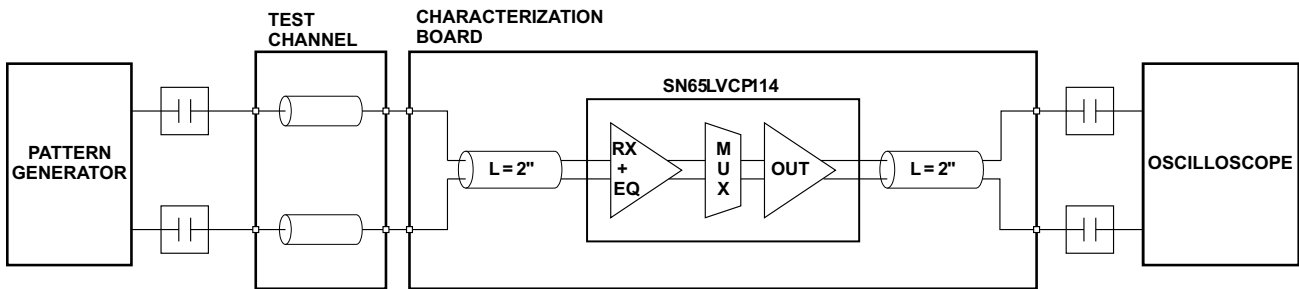 TEST
CHANNEL
CHARACTERIZATION
BOARD
SN65LVCP114
PATTERN
GENERATOR
L = 2"
RX
+
EQ
M
U
X
OUT
L = 2"
OSCILLOSCOPE